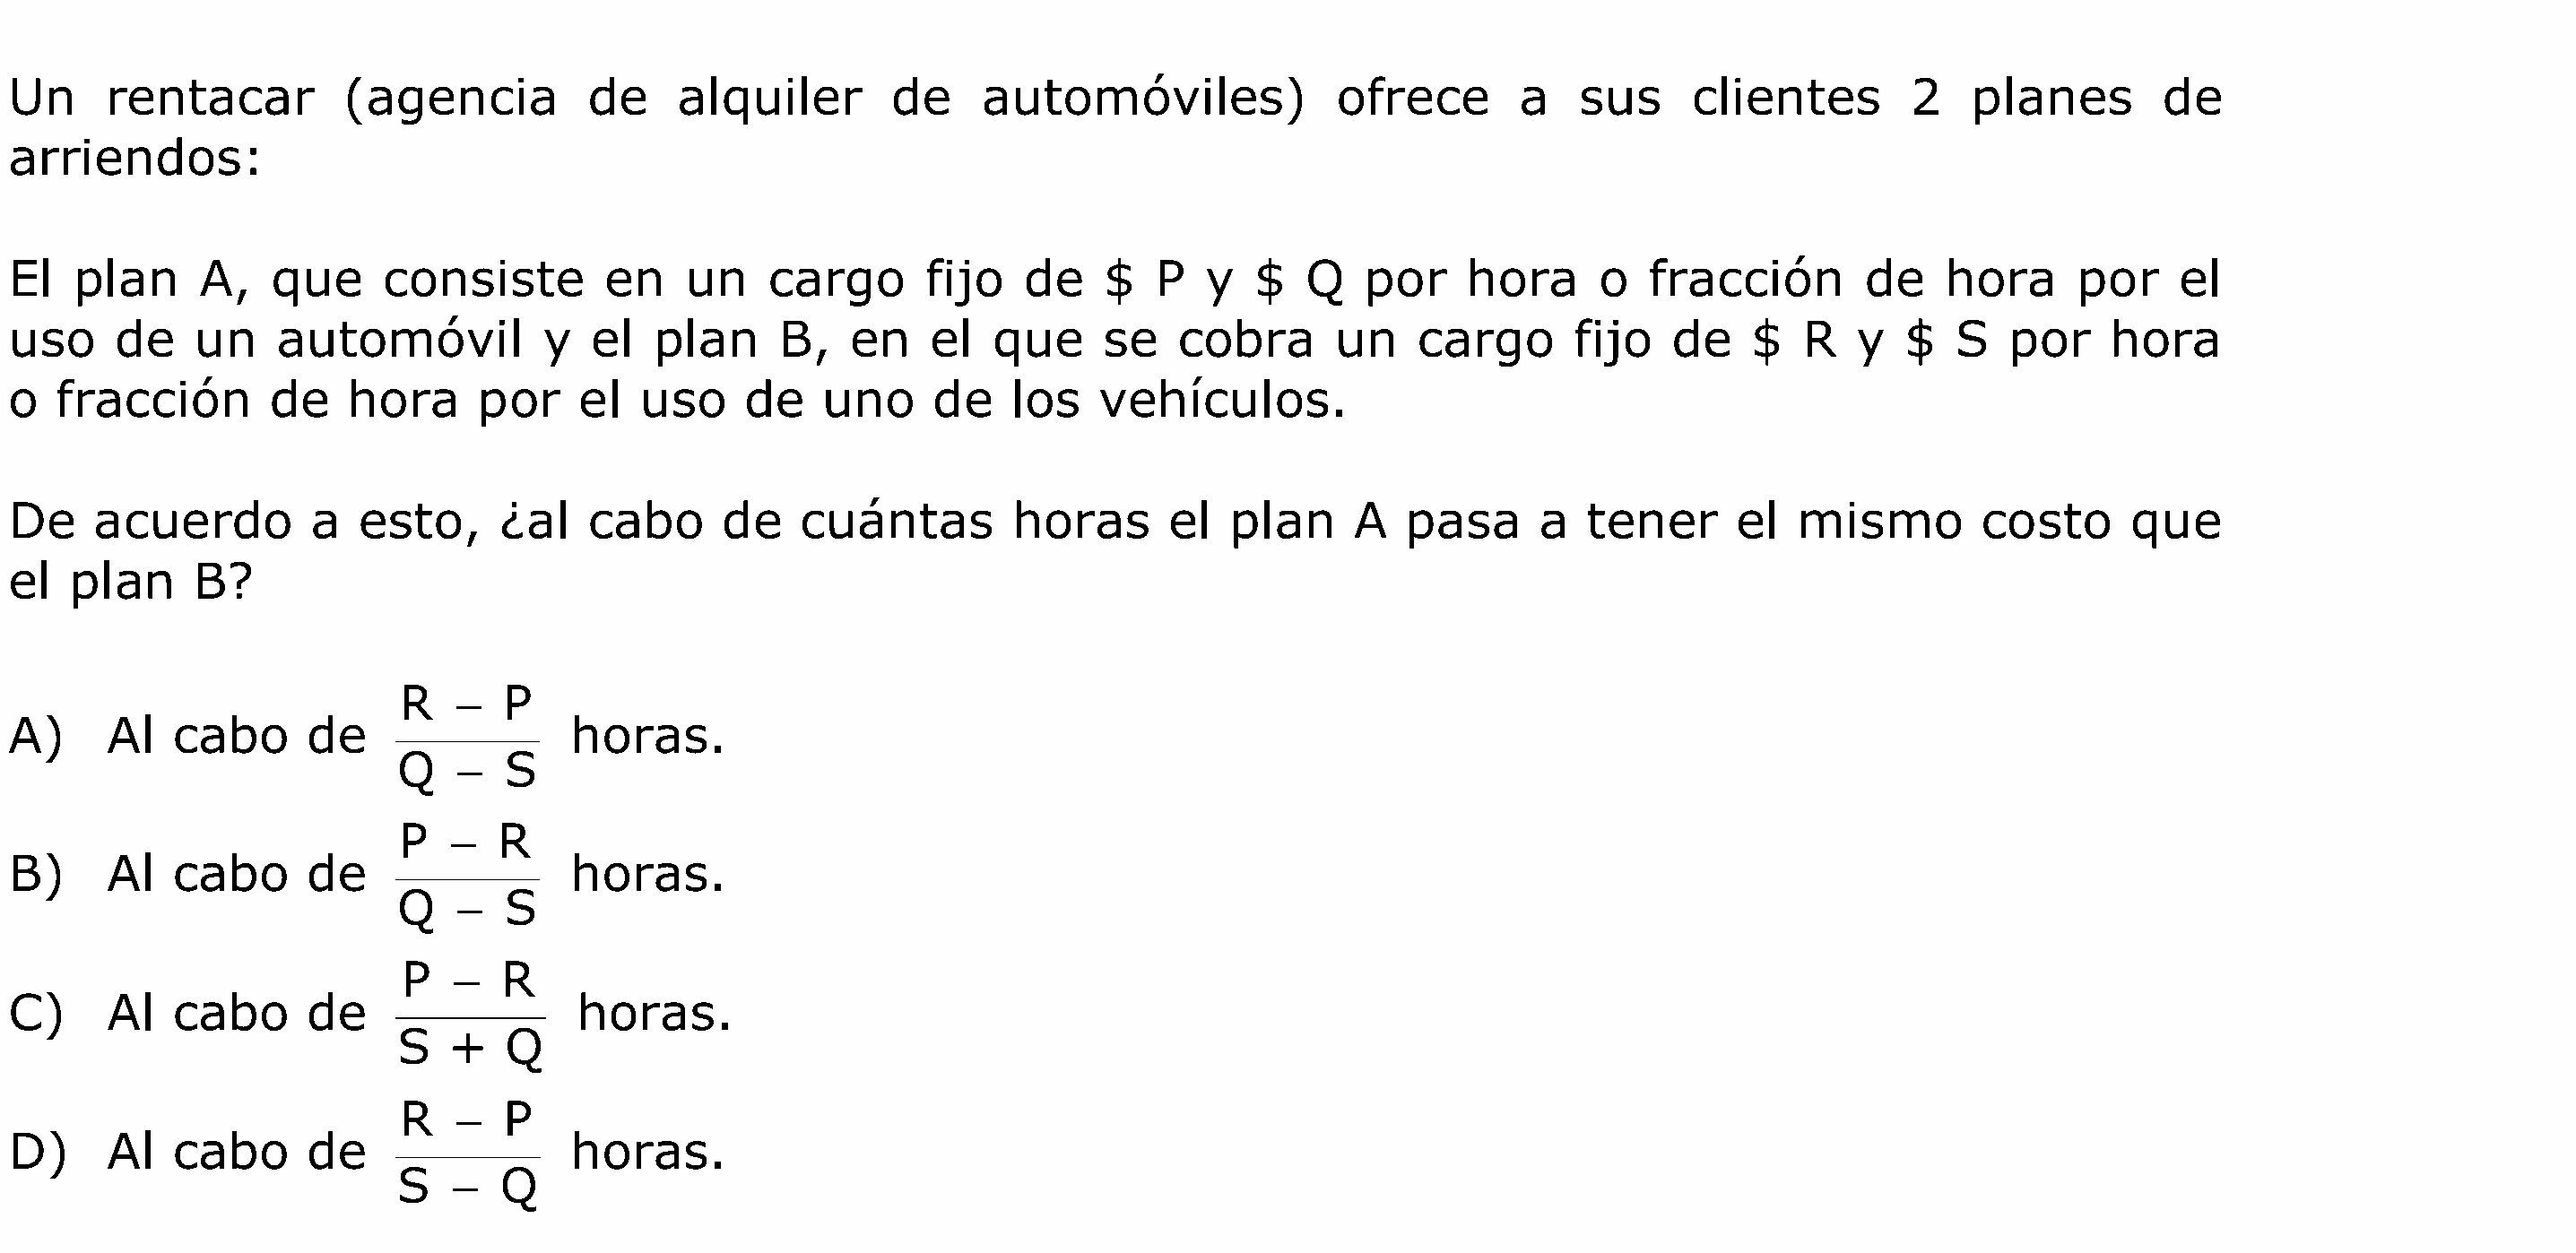 Un rentacar (agencia de alquiler de automóviles) ofrece a sus clientes 2 planes de
arriendos:
El plan A, que consiste en un cargo fijo de $ P y $ Q por hora o fracción de hora por el
uso de un automóvil y el plan B, en el que se cobra un cargo fijo de $ R y $ S por hora
o fracción de hora por el uso de uno de los vehículos.
De acuerdo a esto, ¿al cabo de cuántas horas el plan A pasa a tener el mismo costo que
el plan B?
A) Al cabo de (R – P)/(Q – S) horas.
B) Al cabo de (P – R)/(Q – S) horas.
C) Al cabo de (P – R)/(S + Q) horas.
D) Al cabo de (R – P)/(S – Q) horas.